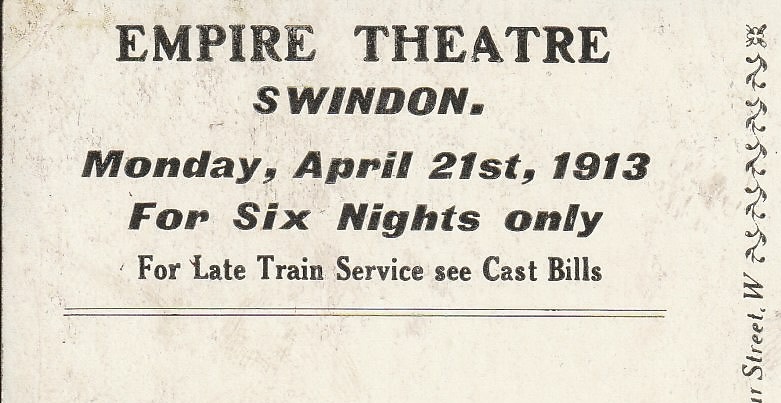 EMPIRE THEATRE
SWINDON.
Monday, April 21st, 1913
For Six Nights only
For Late Train Service see Cast Bills
Street, W